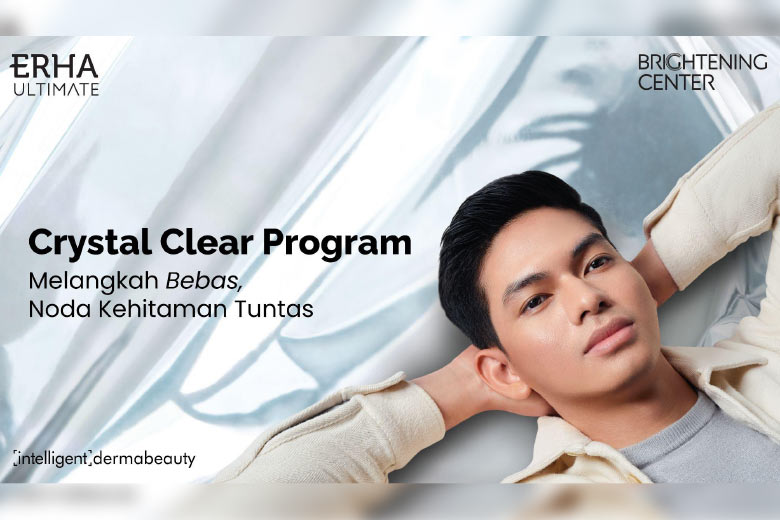 ERHA
ULTIMATE
BRIGHTENING
CENTER
Crystal Clear Program
Melangkah Bebas,
Noda Kehitaman Tuntas
[intelligent]dermabeauty